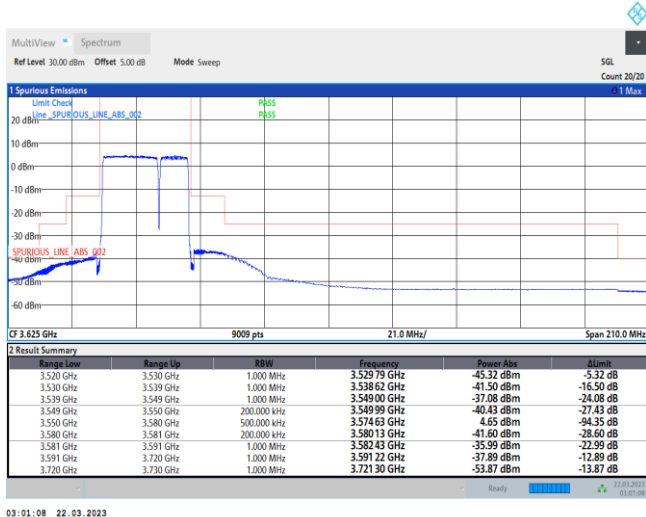 MultiView Spectrum
Ref Level 30.00 dBm Offset 5.00 dB Mode Sweep SGL
Count 20/20
1 Spurious Emissions 1 Max
Limit Check PASS
Line _SPURIOUS_LINE_ABS_002 PASS
20 dBm
10 dBm
0 dBm
-10 dBm
-20 dBm
-30 dBm
SPURIOUS_LINE_ABS_002
-40 dBm
-50 dBm
-60 dBm
CF 3.625 GHz 9009 pts 21.0 MHz/ Span 210.0 MHz
2 Result Summary
Range Low Range Up RBW Frequency Power Abs ΔLimit
3.520 GHz 3.530 GHz 1.000 MHz 3.529 79 GHz -45.32 dBm -5.32 dB
3.530 GHz 3.539 GHz 1.000 MHz 3.538 62 GHz -41.50 dBm -16.50 dB
3.539 GHz 3.549 GHz 1.000 MHz 3.549 00 GHz -37.08 dBm -24.08 dB
3.549 GHz 3.550 GHz 200.000 kHz 3.549 99 GHz -40.43 dBm -27.43 dB
3.550 GHz 3.580 GHz 500.000 kHz 3.574 63 GHz 4.65 dBm -94.35 dB
3.580 GHz 3.581 GHz 200.000 kHz 3.580 13 GHz -41.60 dBm -28.60 dB
3.581 GHz 3.591 GHz 1.000 MHz 3.582 43 GHz -35.99 dBm -22.99 dB
3.591 GHz 3.720 GHz 1.000 MHz 3.591 22 GHz -37.89 dBm -12.89 dB
3.720 GHz 3.730 GHz 1.000 MHz 3.721 30 GHz -53.87 dBm -13.87 dB
Ready 22.03.2023
03:01:08
03:01:08 22.03.2023